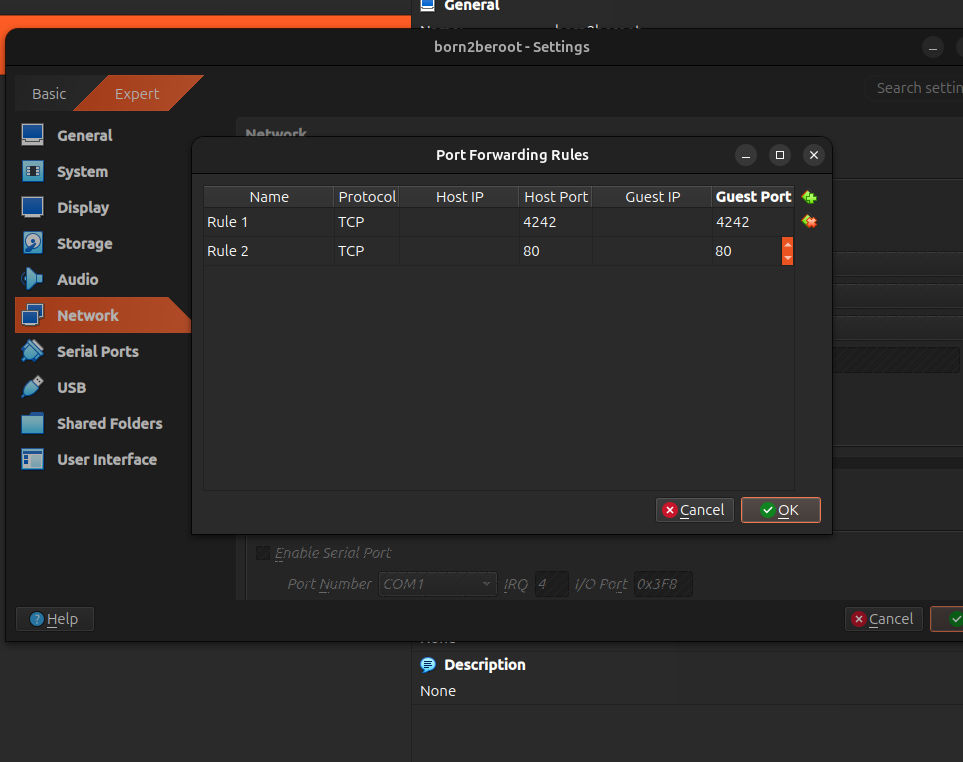 General
born2beroot - Settings
Basic
Expert
Search settin
General
System
Display
Storage
Audio
Network
Serial Ports
USB
Shared Folders
User Interface
Network
Port Forwarding Rules
Name Protocol Host IP Host Port Guest IP Guest Port
Rule 1 TCP 4242 4242
Rule 2 TCP 80 80
Cancel OK
Enable Serial Port
Port Number COM1 IRQ 4 I/O Port 0x3F8
Help
Cancel
None
Description
None